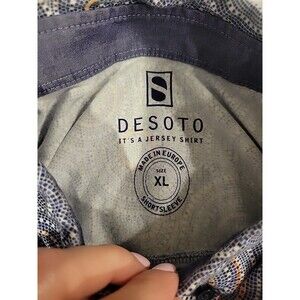 S
DESOTO
IT'S A JERSEY SHIRT
MADE IN EUROPE
SIZE
XL
SHORTSLEEVE